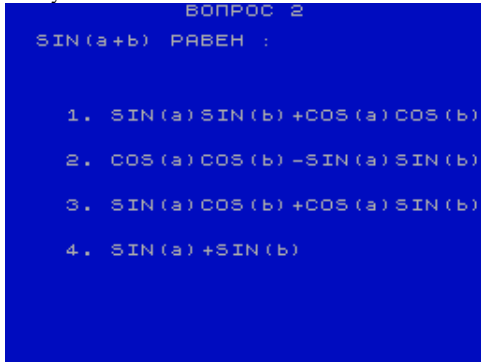 ВОПРОС 2
SIN(a+b) РАВЕН :
1. SIN(a)SIN(b)+COS(a)COS(b)
2. COS(a)COS(b)-SIN(a)SIN(b)
3. SIN(a)COS(b)+COS(a)SIN(b)
4. SIN(a)+SIN(b)